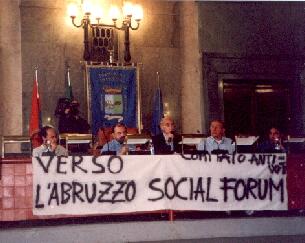 VERSO
COMITATO ANTI-
L'ABRUZZO SOCIAL FORUM